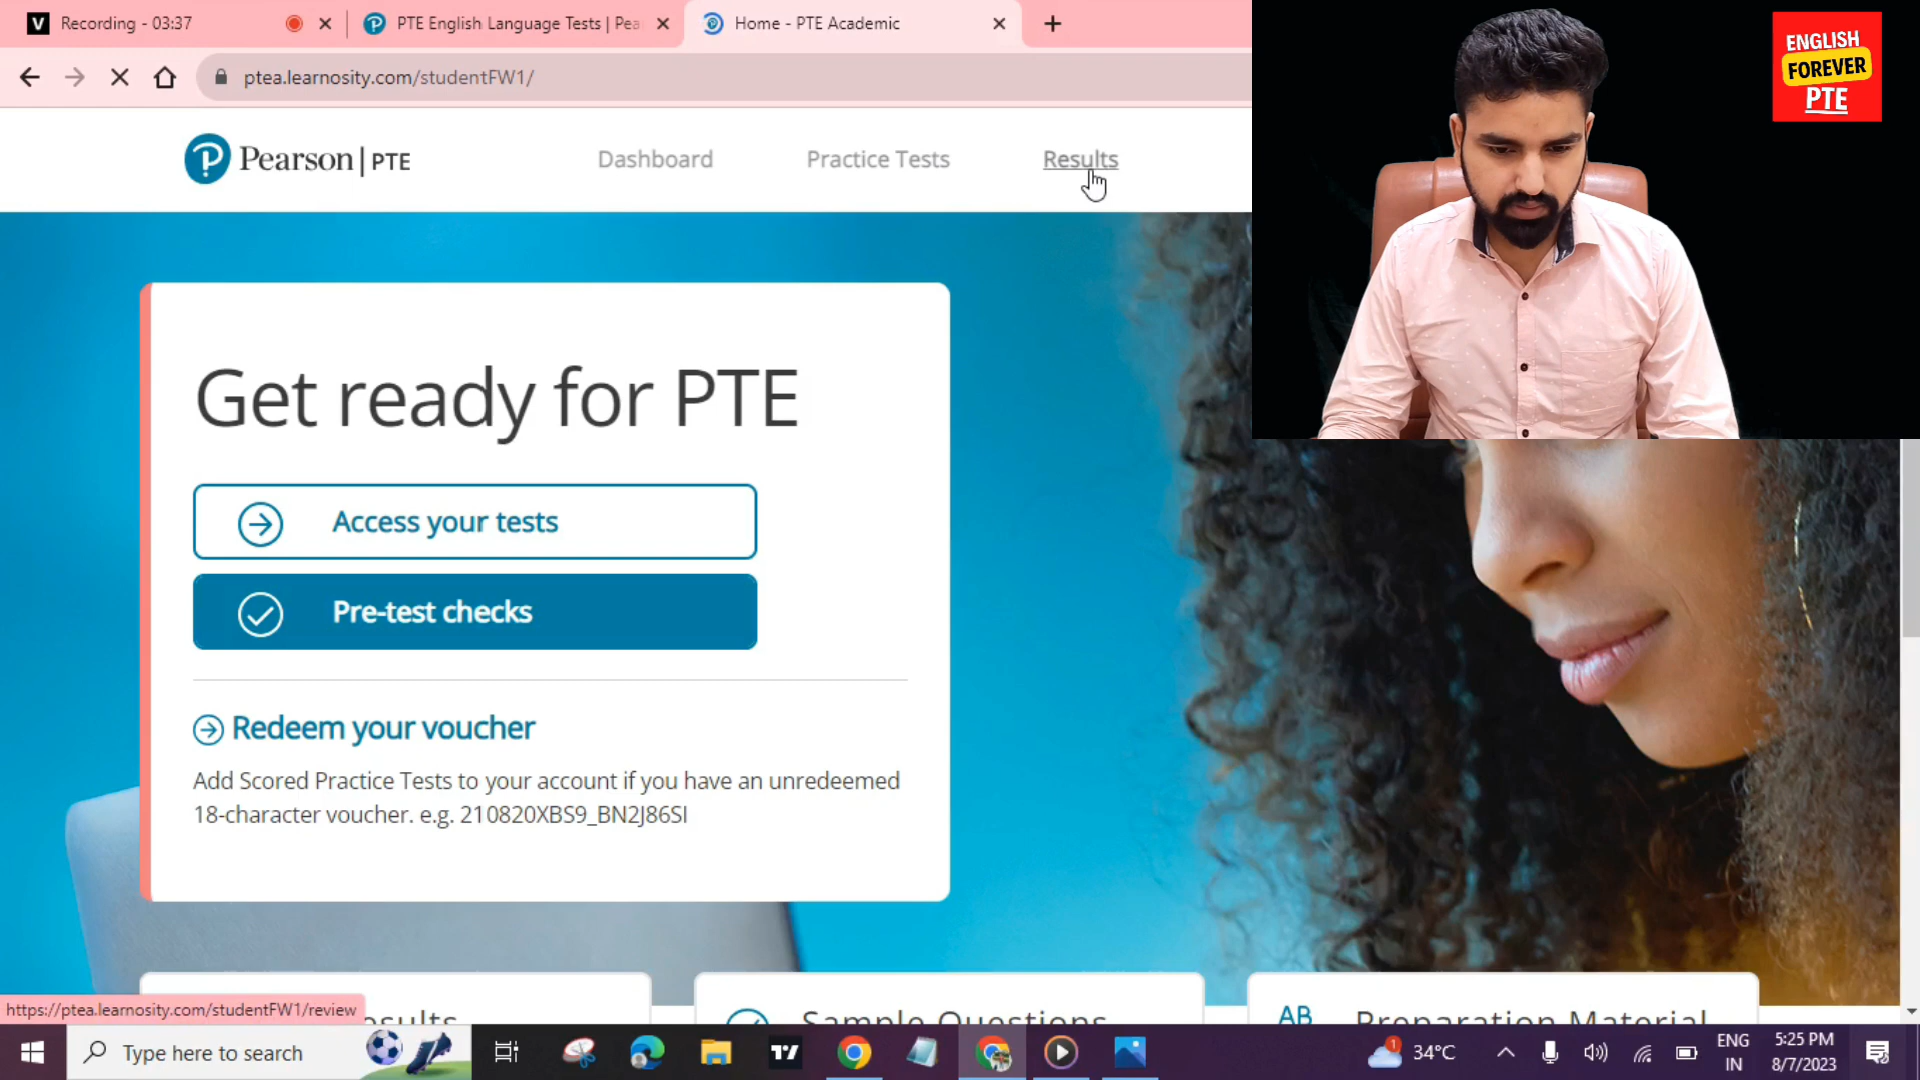 V Recording - 03:37
PTE English Language Tests | Pea
Home - PTE Academic
ptea.learnosity.com/studentFW1/
ENGLISH
FOREVER
PTE
Pearson | PTE
Dashboard
Practice Tests
Results
Get ready for PTE
Access your tests
Pre-test checks
Redeem your voucher
Add Scored Practice Tests to your account if you have an unredeemed
18-character voucher. e.g. 210820XBS9_BN2J86SI
https://ptea.learnosity.com/studentFW1/review
esults
Sample Questions
AB
Preparation Material
Type here to search
1
34°C
ENG
IN
5:25 PM
8/7/2023